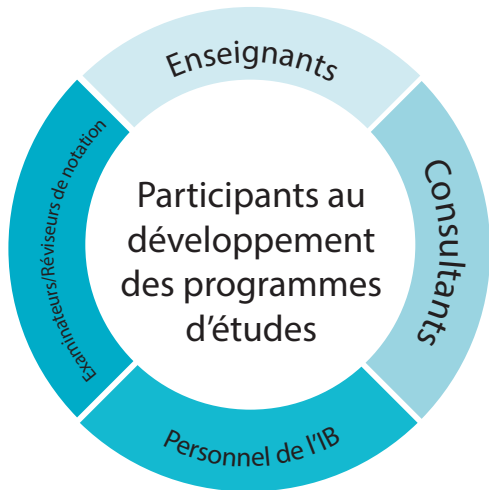 Enseignants
Consultants
Personnel de l'IB
Examinateurs/Réviseurs de notation
Participants au
développement
des programmes
d'études